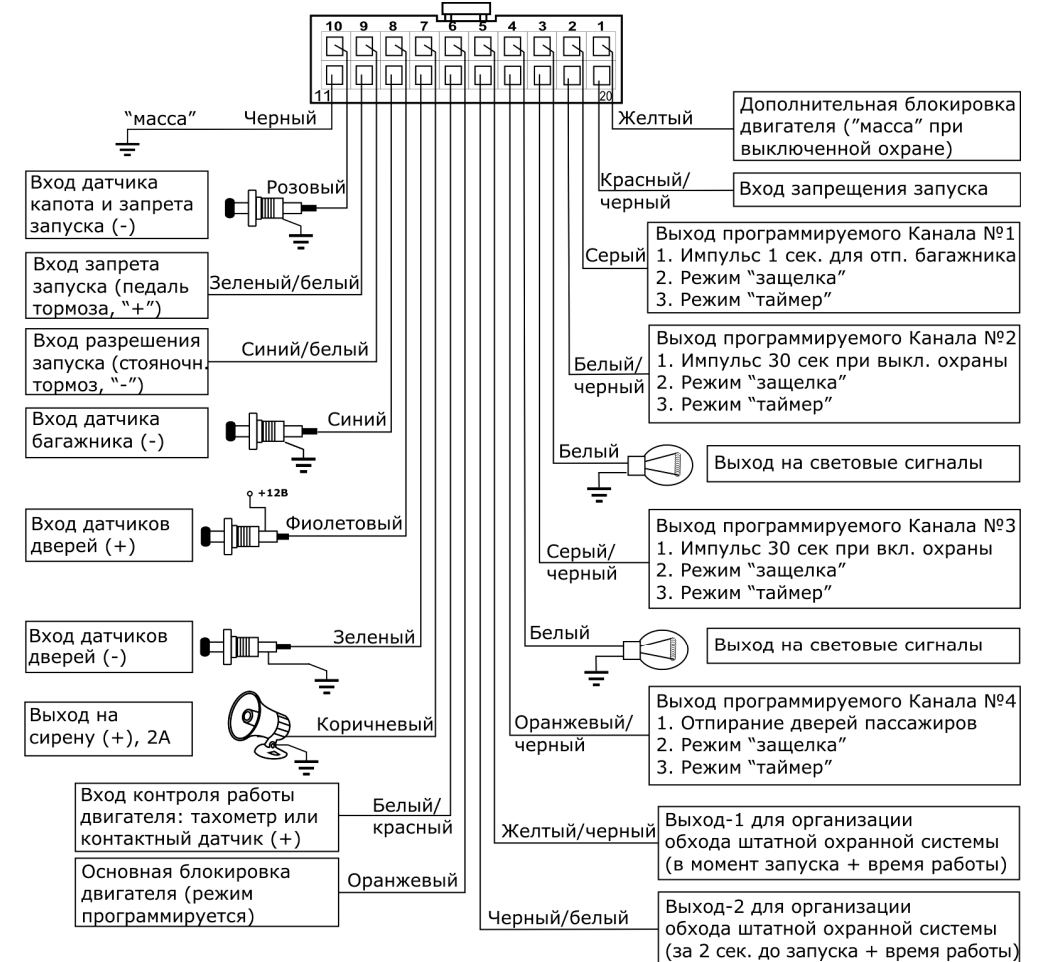 10 9 8 7 6 5 4 3 2 1
11 20
“масса” Черный
Вход датчика
капота и запрета
запуска (-)
Розовый
Вход запрета
запуска (педаль
тормоза, “+”)
Зеленый/белый
Вход разрешения
запуска (стояночн.
тормоз, “-”)
Синий/белый
Вход датчика
багажника (-)
Синий
+12В
Вход датчиков
дверей (+)
Фиолетовый
Вход датчиков
дверей (-)
Зеленый
Выход на
сирену (+), 2А
Коричневый
Вход контроля работы
двигателя: тахометр или
контактный датчик (+)
Белый/
красный
Основная блокировка
двигателя (режим
программируется)
Оранжевый
Желтый
Дополнительная блокировка
двигателя (”масса” при
выключенной охране)
Красный/
черный
Вход запрещения запуска
Серый
Выход программируемого Канала №1
1. Импульс 1 сек. для отп. багажника
2. Режим “защелка”
3. Режим “таймер”
Белый/
черный
Выход программируемого Канала №2
1. Импульс 30 сек при выкл. охраны
2. Режим “защелка”
3. Режим “таймер”
Белый
Выход на световые сигналы
Серый/
черный
Выход программируемого Канала №3
1. Импульс 30 сек при вкл. охраны
2. Режим “защелка”
3. Режим “таймер”
Белый
Выход на световые сигналы
Оранжевый/
черный
Выход программируемого Канала №4
1. Отпирание дверей пассажиров
2. Режим “защелка”
3. Режим “таймер”
Желтый/черный
Выход-1 для организации
обхода штатной охранной системы
(в момент запуска + время работы)
Черный/белый
Выход-2 для организации
обхода штатной охранной системы
(за 2 сек. до запуска + время работы)